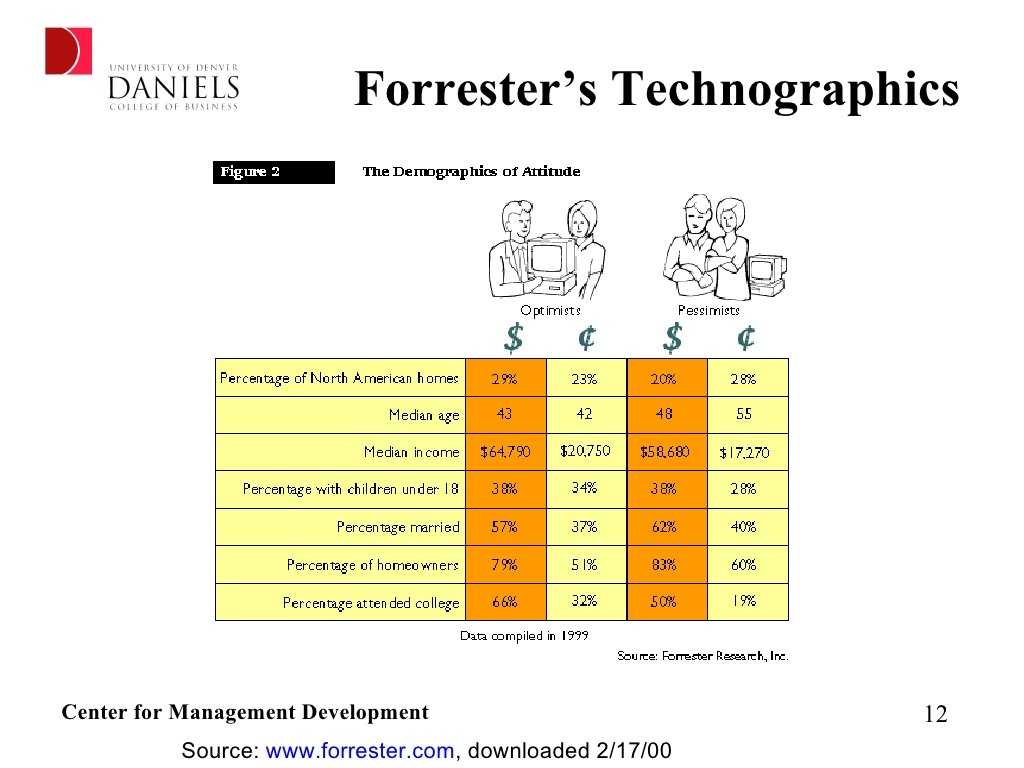 UNIVERSITY OF DENVER
DANIELS
COLLEGE OF BUSINESS
Forrester’s Technographics
Figure 2 The Demographics of Attitude
Optimists Pessimists
$ ¢ $ ¢
Percentage of North American homes 29% 23% 20% 28%
Median age 43 42 48 55
Median income $64,790 $20,750 $58,680 $17,270
Percentage with children under 18 38% 34% 38% 28%
Percentage married 57% 37% 62% 40%
Percentage of homeowners 79% 51% 83% 60%
Percentage attended college 66% 32% 50% 19%
Data compiled in 1999
Source: Forrester Research, Inc.
Center for Management Development 12
Source: www.forrester.com, downloaded 2/17/00